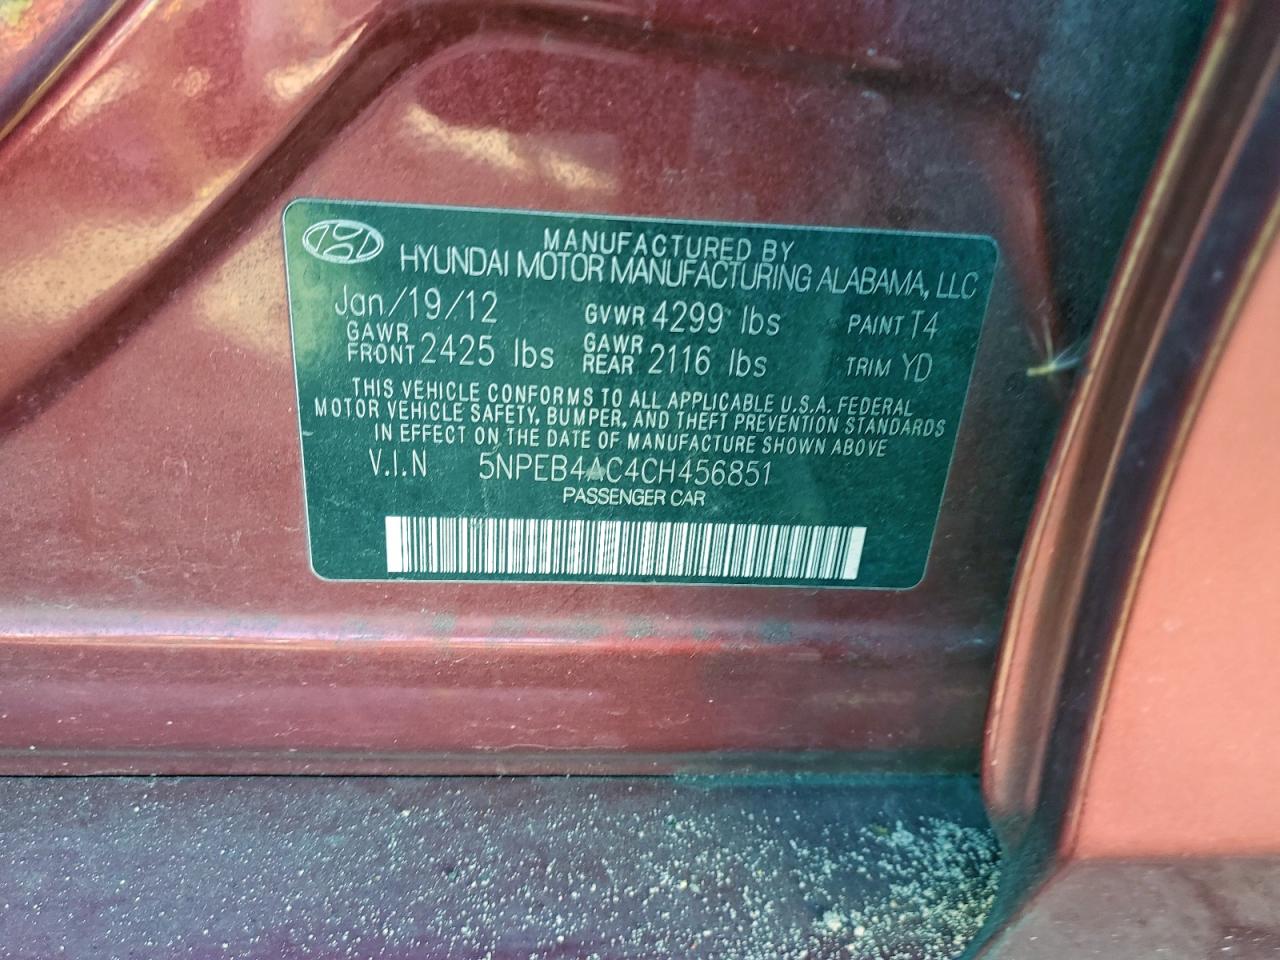 MANUFACTURED BY
HYUNDAI MOTOR MANUFACTURING ALABAMA, LLC
Jan/19/12 GVWR 4299 lbs PAINT T4
GAWR FRONT 2425 lbs GAWR REAR 2116 lbs TRIM YD
THIS VEHICLE CONFORMS TO ALL APPLICABLE U.S.A. FEDERAL
MOTOR VEHICLE SAFETY, BUMPER, AND THEFT PREVENTION STANDARDS
IN EFFECT ON THE DATE OF MANUFACTURE SHOWN ABOVE
V.I.N 5NPEB4AC4CH456851
PASSENGER CAR